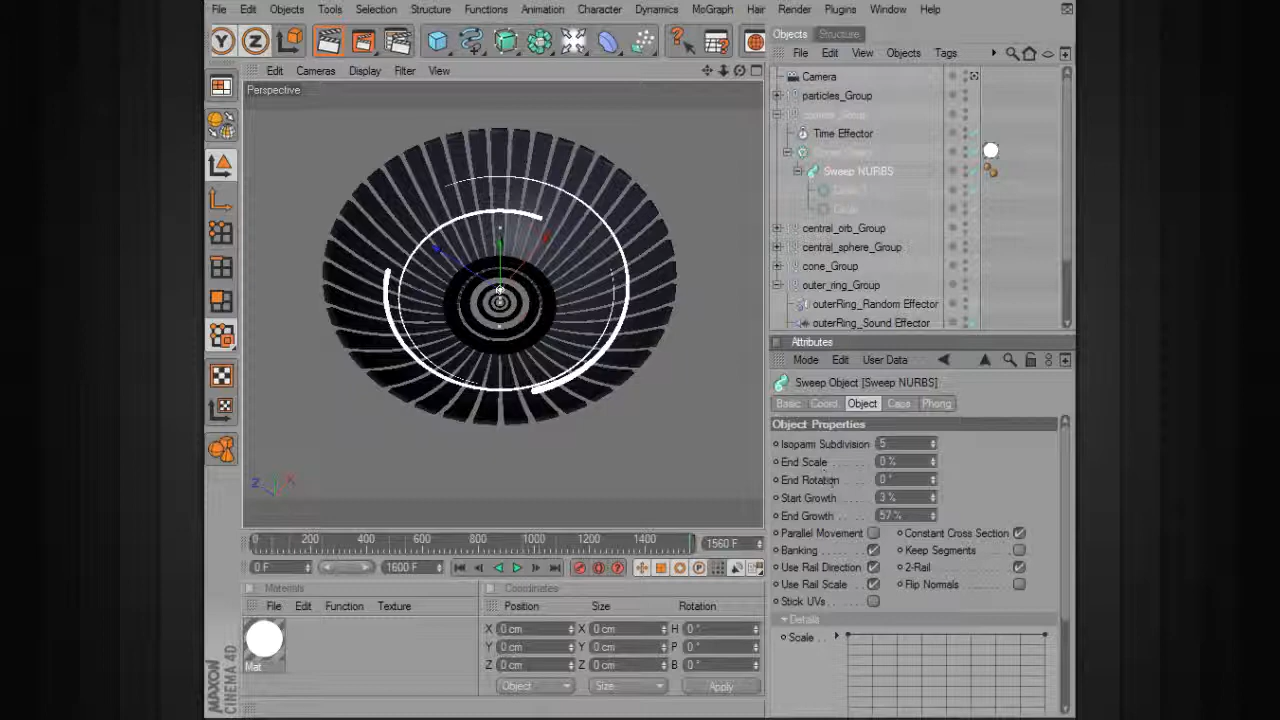 File Edit Objects Tools Selection Structure Functions Animation Character Dynamics MoGraph Hair Render Plugins Window Help
Objects Structure
File Edit View Objects Tags
Edit Cameras Display Filter View
Perspective
Camera
particles_Group
Time Effector
Sweep NURBS
central_orb_Group
central_sphere_Group
cone_Group
outer_ring_Group
outerRing_Random Effector
outerRing_Sound Effector
Attributes
Mode Edit User Data
Sweep Object [Sweep NURBS]
Basic Coord. Object Caps Phong
Object Properties
Isoparm Subdivision 5
End Scale 0 %
End Rotation 0 °
Start Growth 3 %
End Growth 57 %
Parallel Movement Constant Cross Section
Banking Keep Segments
Use Rail Direction 2-Rail
Use Rail Scale Flip Normals
Stick UVs
Details
Scale
Z X
0 200 400 600 800 1000 1200 1400 1560 F
0 F 1600 F
Materials
File Edit Function Texture
Mat
Coordinates
Position Size Rotation
X 0 cm X 0 cm H 0 °
Y 0 cm Y 0 cm P 0 °
Z 0 cm Z 0 cm B 0 °
Object Size Apply
MAXON
CINEMA 4D